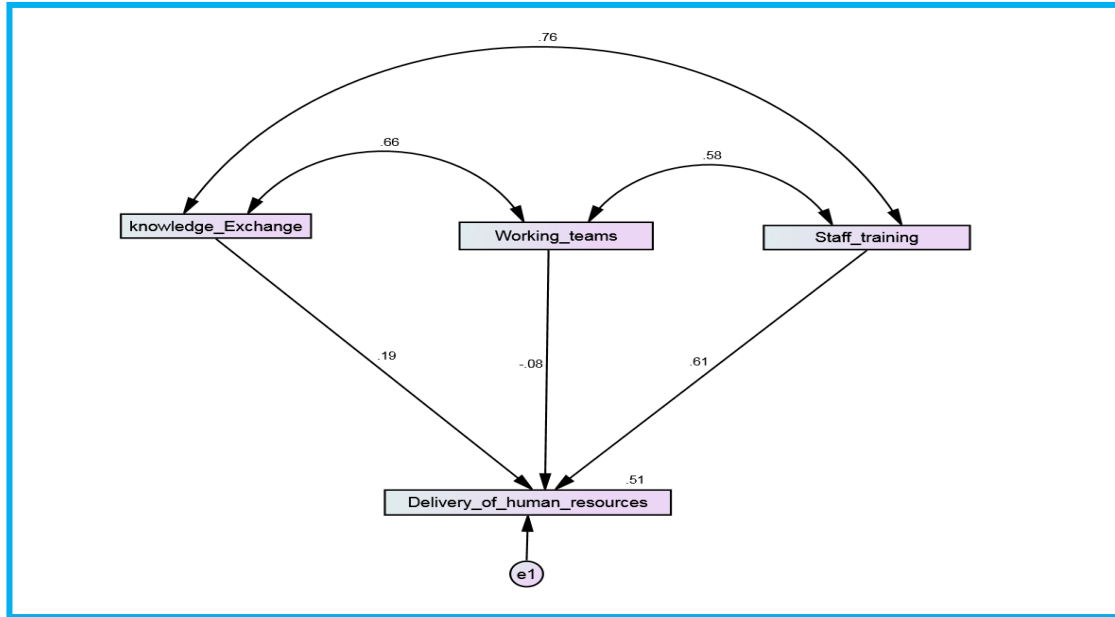 .76
.66
.58
knowledge_Exchange
Working_teams
Staff_training
.19
-.08
.61
.51
Delivery_of_human_resources
e1